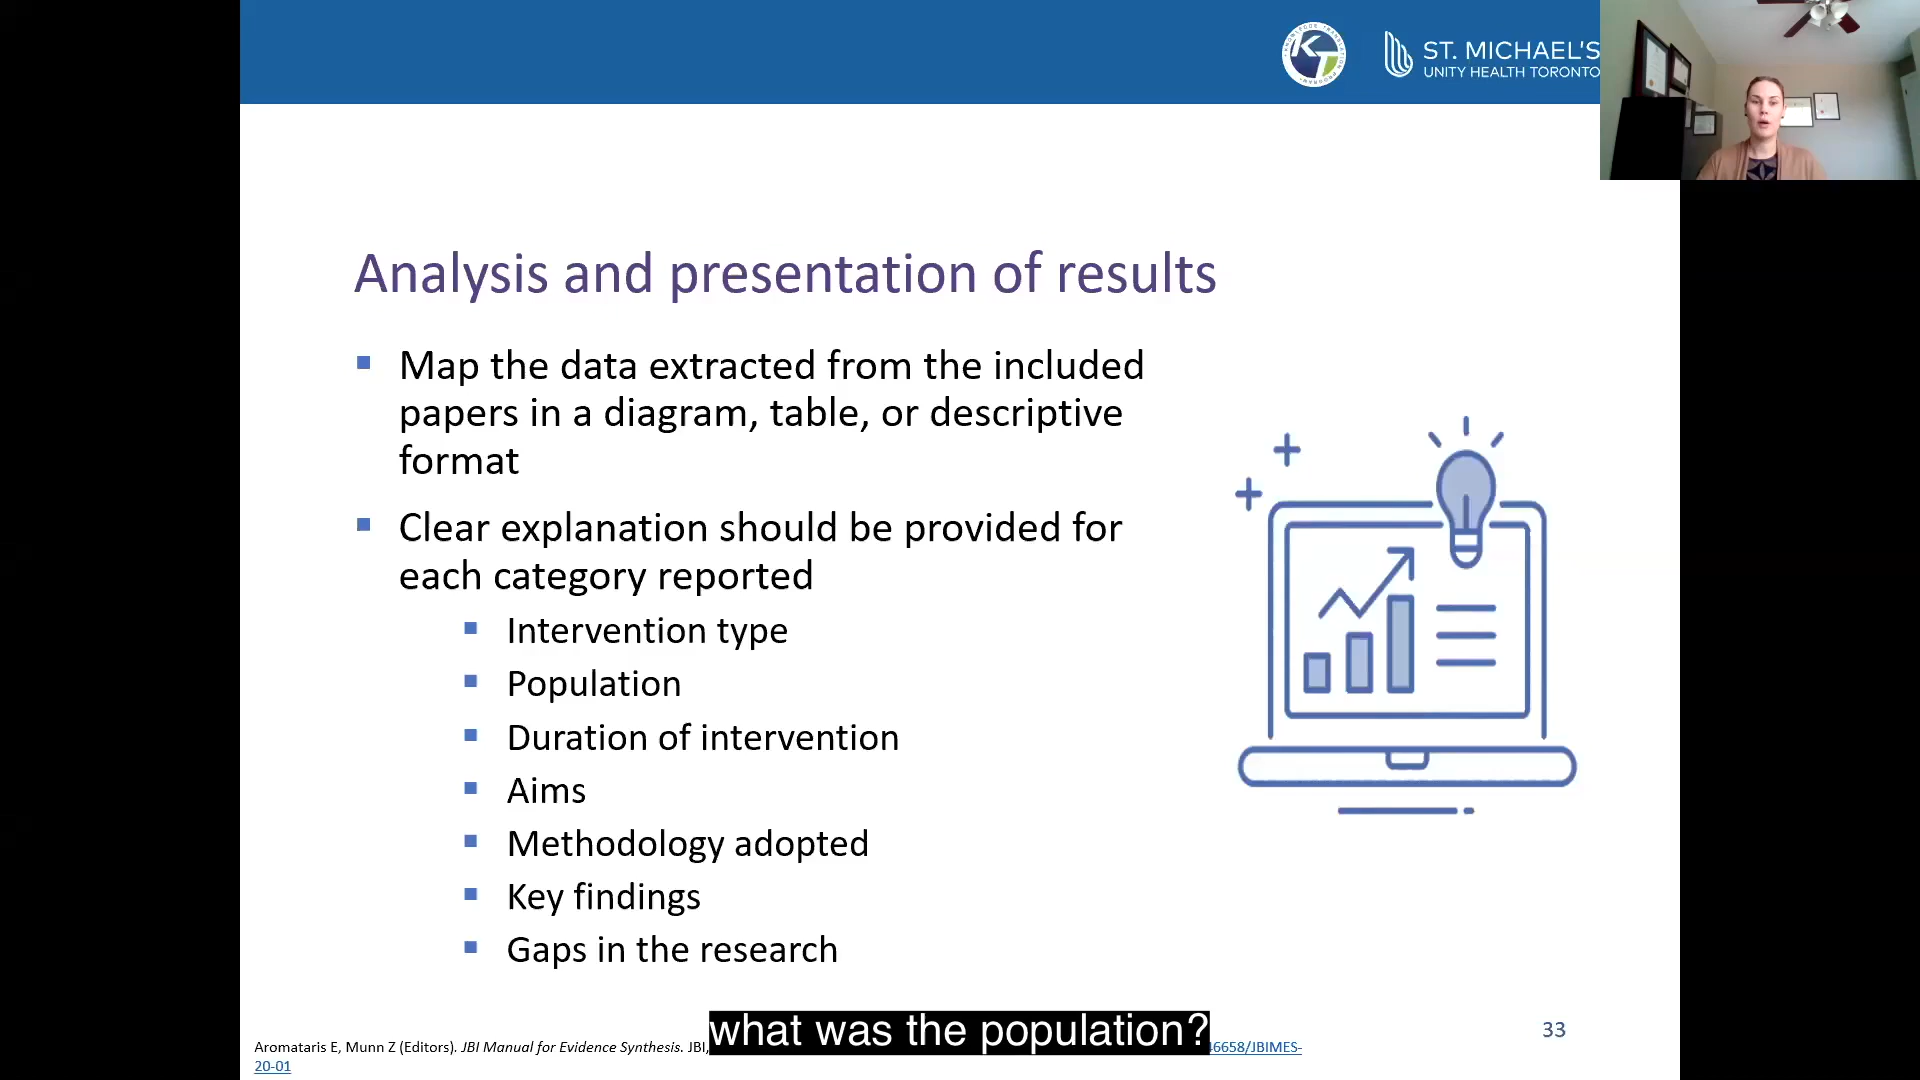 KT
ST. MICHAEL'S
UNITY HEALTH TORONTO
Analysis and presentation of results
Map the data extracted from the included
papers in a diagram, table, or descriptive
format
Clear explanation should be provided for
each category reported
Intervention type
Population
Duration of intervention
Aims
Methodology adopted
Key findings
Gaps in the research
what was the population?
33
Aromataris E, Munn Z (Editors). JBI Manual for Evidence Synthesis. JBI, 46658/JBIMES-
20-01